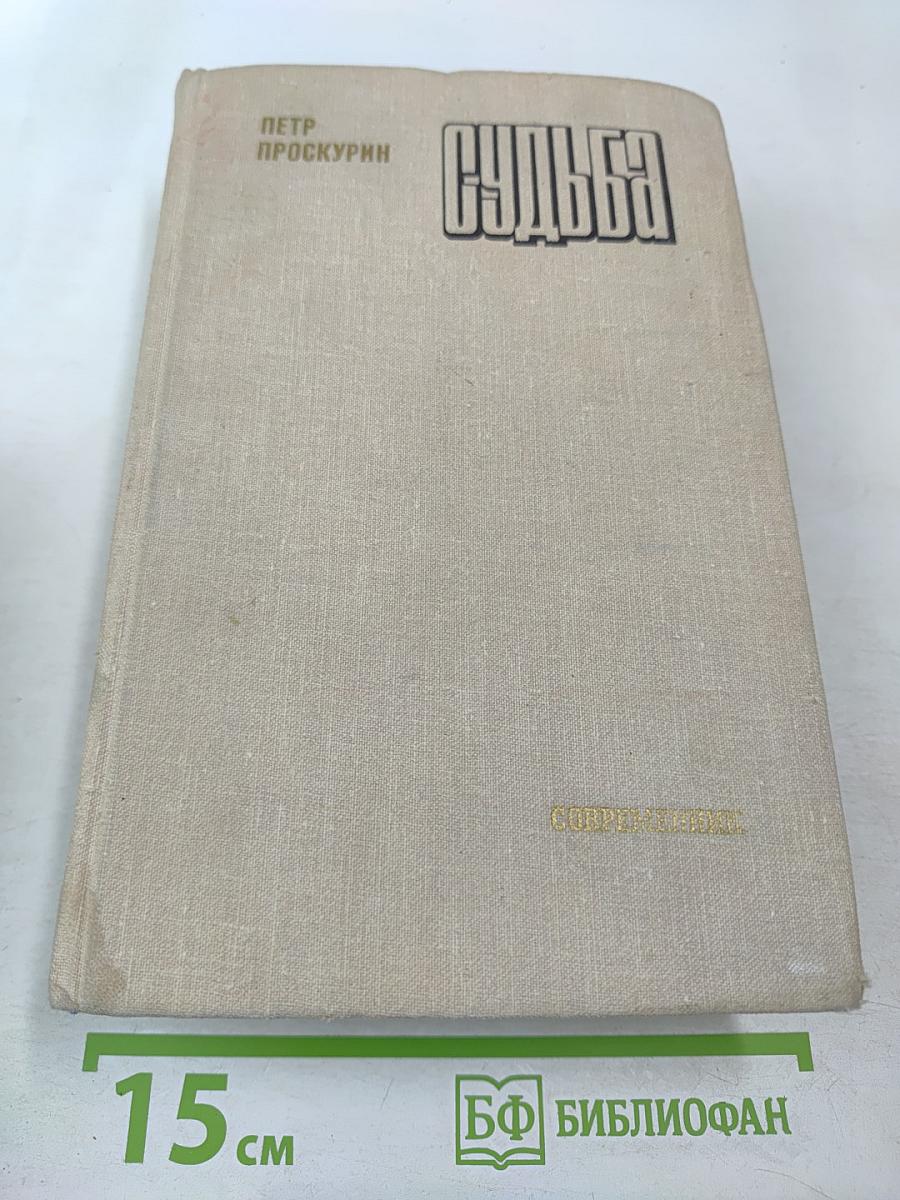 ПЕТР
ПРОСКУРИН
СУДЬБа
СОВРЕМЕННИК
15 см
БФ БИБЛИОФАН